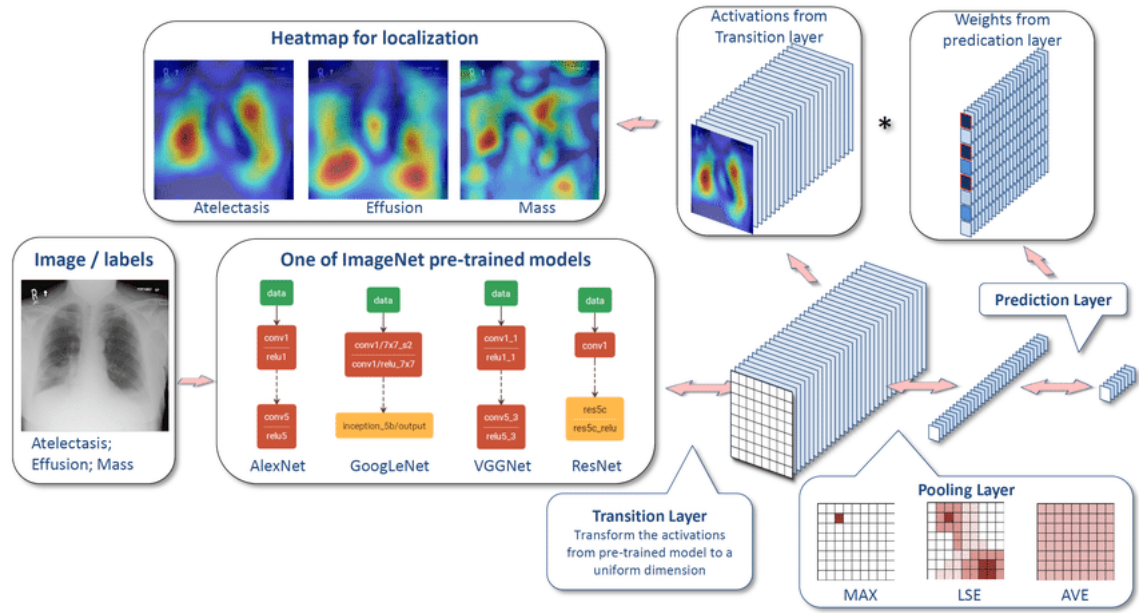 Heatmap for localization
Atelectasis
Effusion
Mass
Activations from
Transition layer
*
Weights from
predication layer
Image / labels
Atelectasis;
Effusion; Mass
One of ImageNet pre-trained models
data
conv1
relu1
conv5
relu5
AlexNet
data
conv1/7x7_s2
conv1/relu_7x7
inception_5b/output
GoogLeNet
data
conv1_1
relu1_1
conv5_3
relu5_3
VGGNet
data
conv1
res5c
res5c_relu
ResNet
Prediction Layer
Transition Layer
Transform the activations
from pre-trained model to a
uniform dimension
Pooling Layer
MAX
LSE
AVE